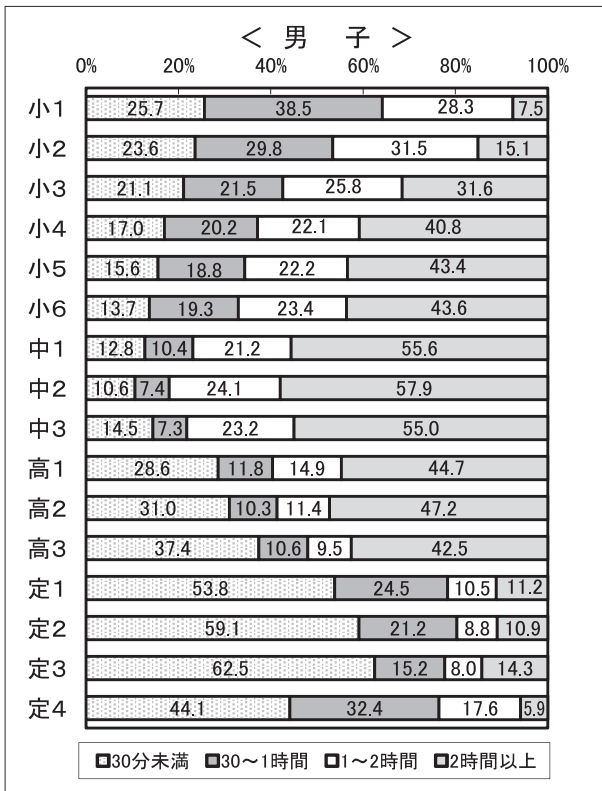 ＜ 男 子 ＞
0% 20% 40% 60% 80% 100%
小1 25.7 38.5 28.3 7.5
小2 23.6 29.8 31.5 15.1
小3 21.1 21.5 25.8 31.6
小4 17.0 20.2 22.1 40.8
小5 15.6 18.8 22.2 43.4
小6 13.7 19.3 23.4 43.6
中1 12.8 10.4 21.2 55.6
中2 10.6 7.4 24.1 57.9
中3 14.5 7.3 23.2 55.0
高1 28.6 11.8 14.9 44.7
高2 31.0 10.3 11.4 47.2
高3 37.4 10.6 9.5 42.5
定1 53.8 24.5 10.5 11.2
定2 59.1 21.2 8.8 10.9
定3 62.5 15.2 8.0 14.3
定4 44.1 32.4 17.6 5.9
30分未満 30～1時間 1～2時間 2時間以上